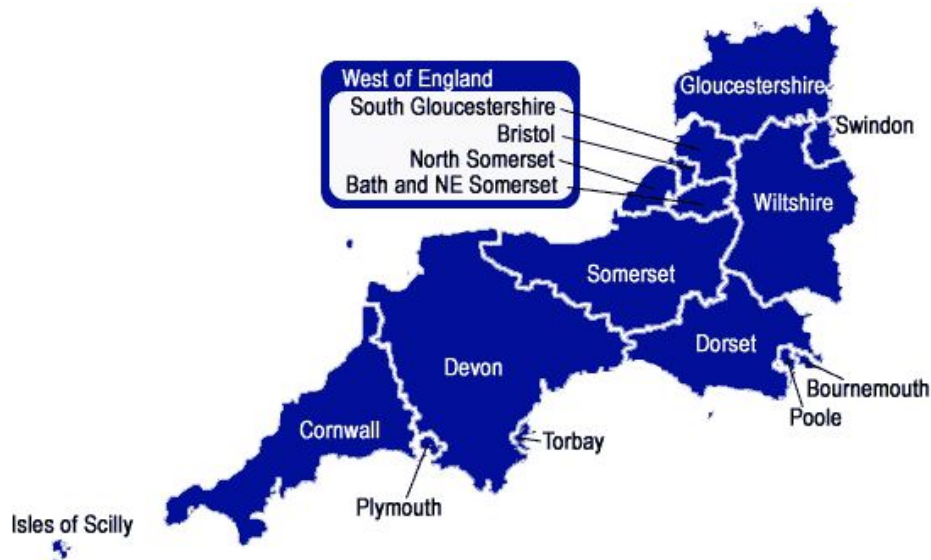 West of England
South Gloucestershire
Bristol
North Somerset
Bath and NE Somerset
Gloucestershire
Swindon
Wiltshire
Somerset
Dorset
Devon
Bournemouth
Poole
Cornwall
Torbay
Plymouth
Isles of Scilly